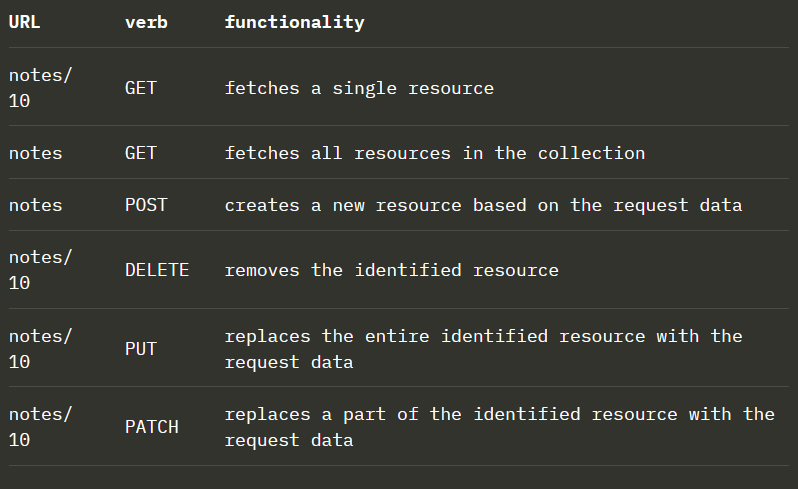 URL verb functionality
notes/
10 GET fetches a single resource
notes GET fetches all resources in the collection
notes POST creates a new resource based on the request data
notes/
10 DELETE removes the identified resource
notes/
10 PUT replaces the entire identified resource with the
request data
notes/
10 PATCH replaces a part of the identified resource with the
request data